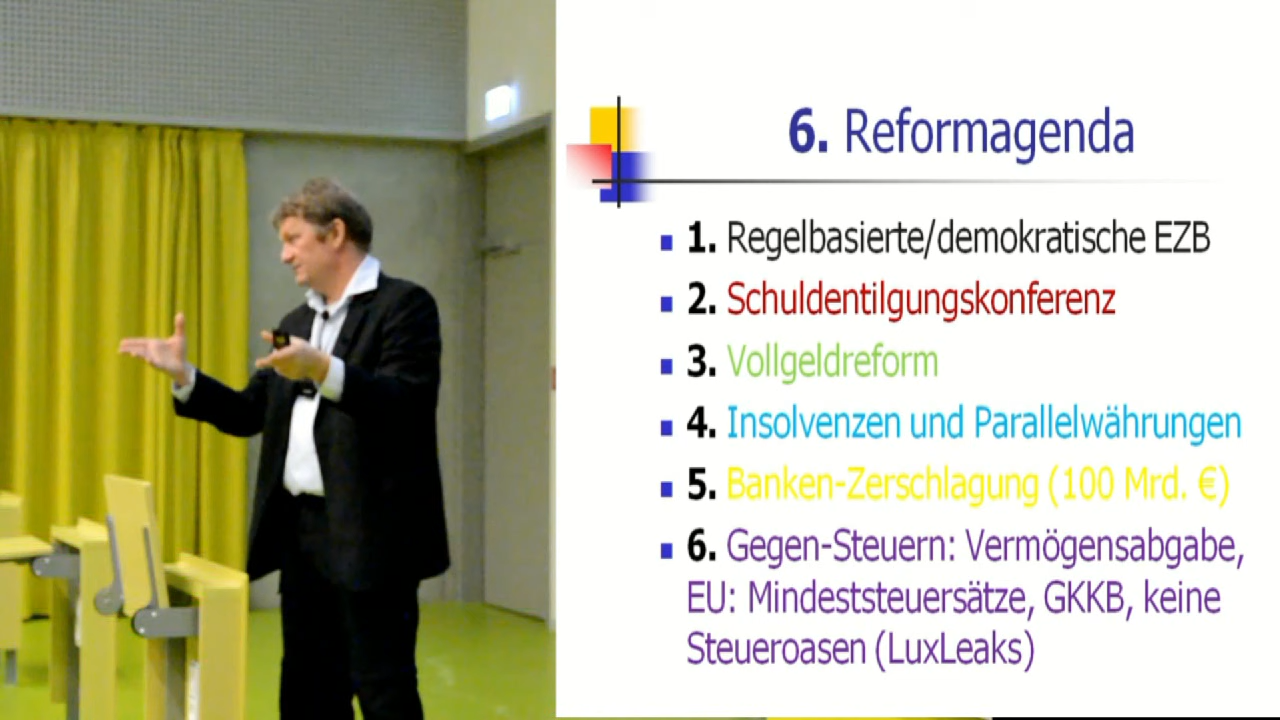 6. Reformagenda
1. Regelbasierte/demokratische EZB
2. Schuldentilgungskonferenz
3. Vollgeldreform
4. Insolvenzen und Parallelwährungen
5. Banken-Zerschlagung (100 Mrd. €)
6. Gegen-Steuern: Vermögensabgabe,
EU: Mindeststeuersätze, GKKB, keine
Steueroasen (LuxLeaks)